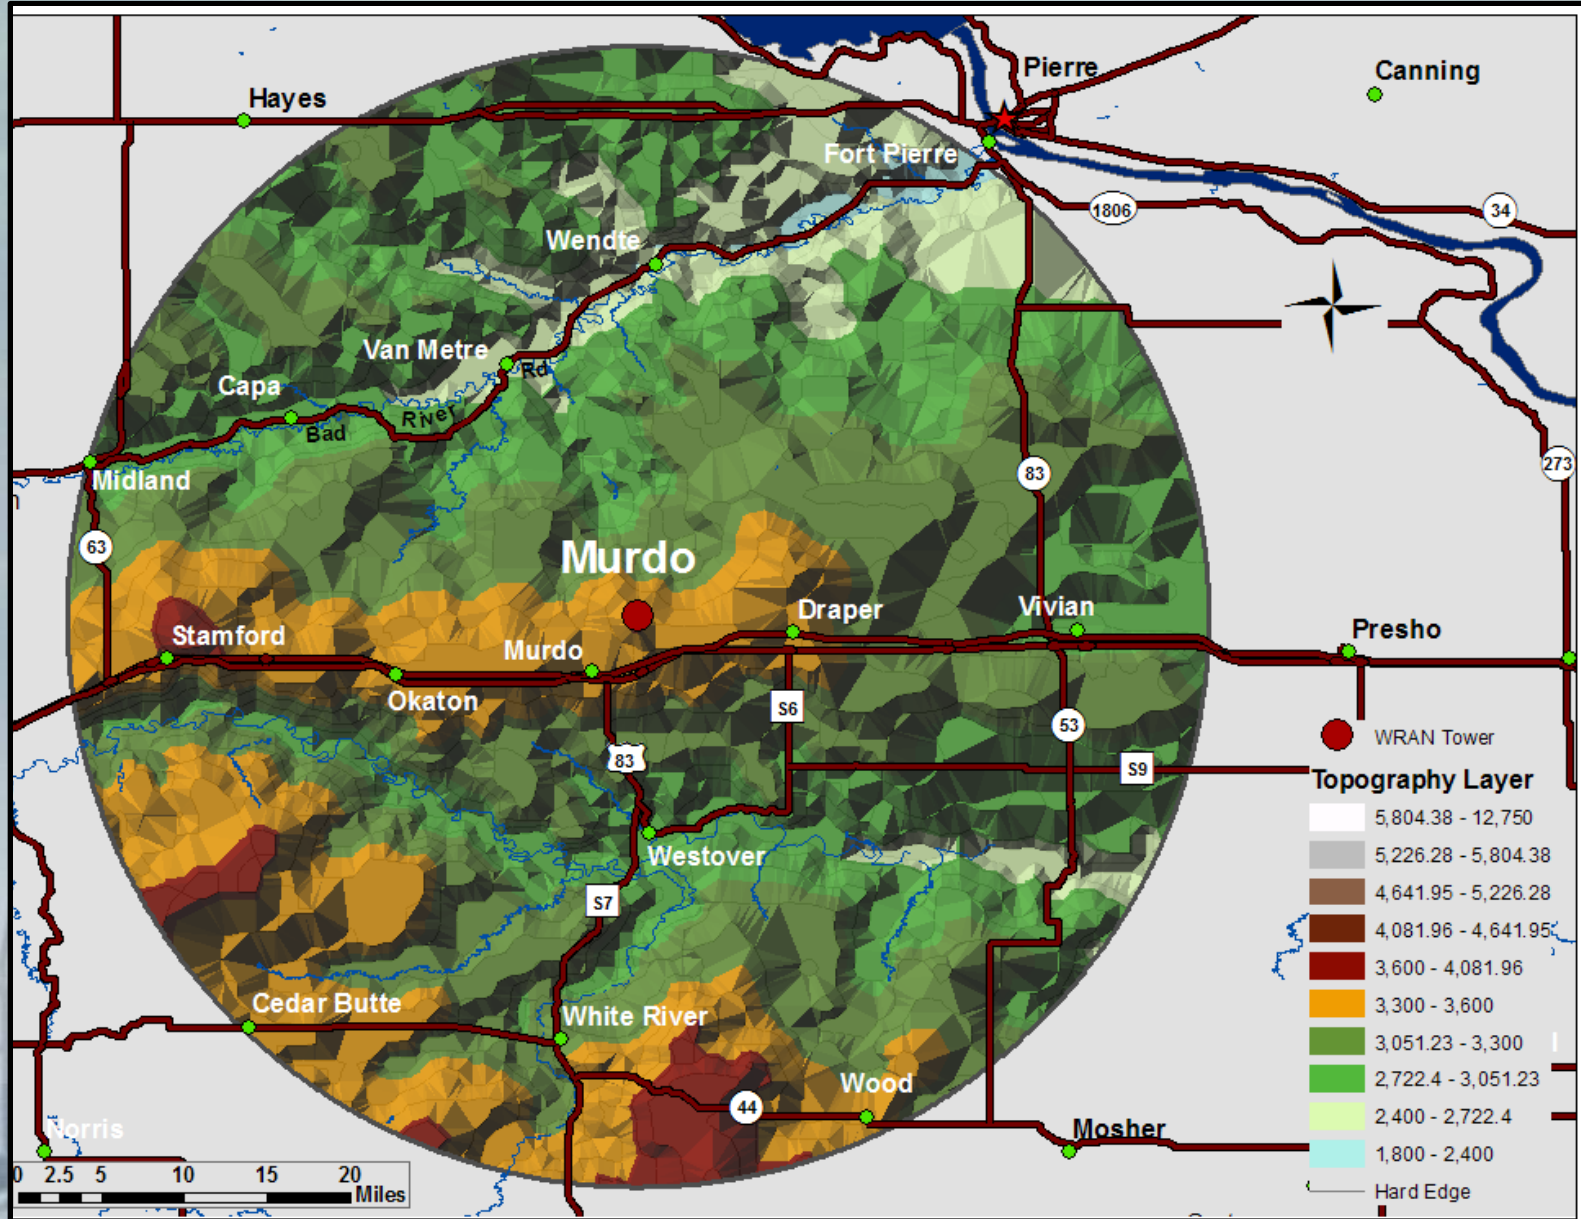 Pierre
Canning
Hayes
Fort Pierre
1806
34
Wendte
Van Metre
Rd
Capa
River
Bad
Midland
83
273
63
Murdo
Draper
Vivian
Stamford
Murdo
Presho
Okaton
S6
53
83
S9
WRAN Tower
Topography Layer
5,804.38 - 12,750
5,226.28 - 5,804.38
4,641.95 - 5,226.28
4,081.96 - 4,641.95
3,600 - 4,081.96
3,300 - 3,600
3,051.23 - 3,300
2,722.4 - 3,051.23
2,400 - 2,722.4
1,800 - 2,400
Hard Edge
Westover
S7
Cedar Butte
White River
Wood
44
Norris
Mosher
0 2.5 5 10 15 20
Miles